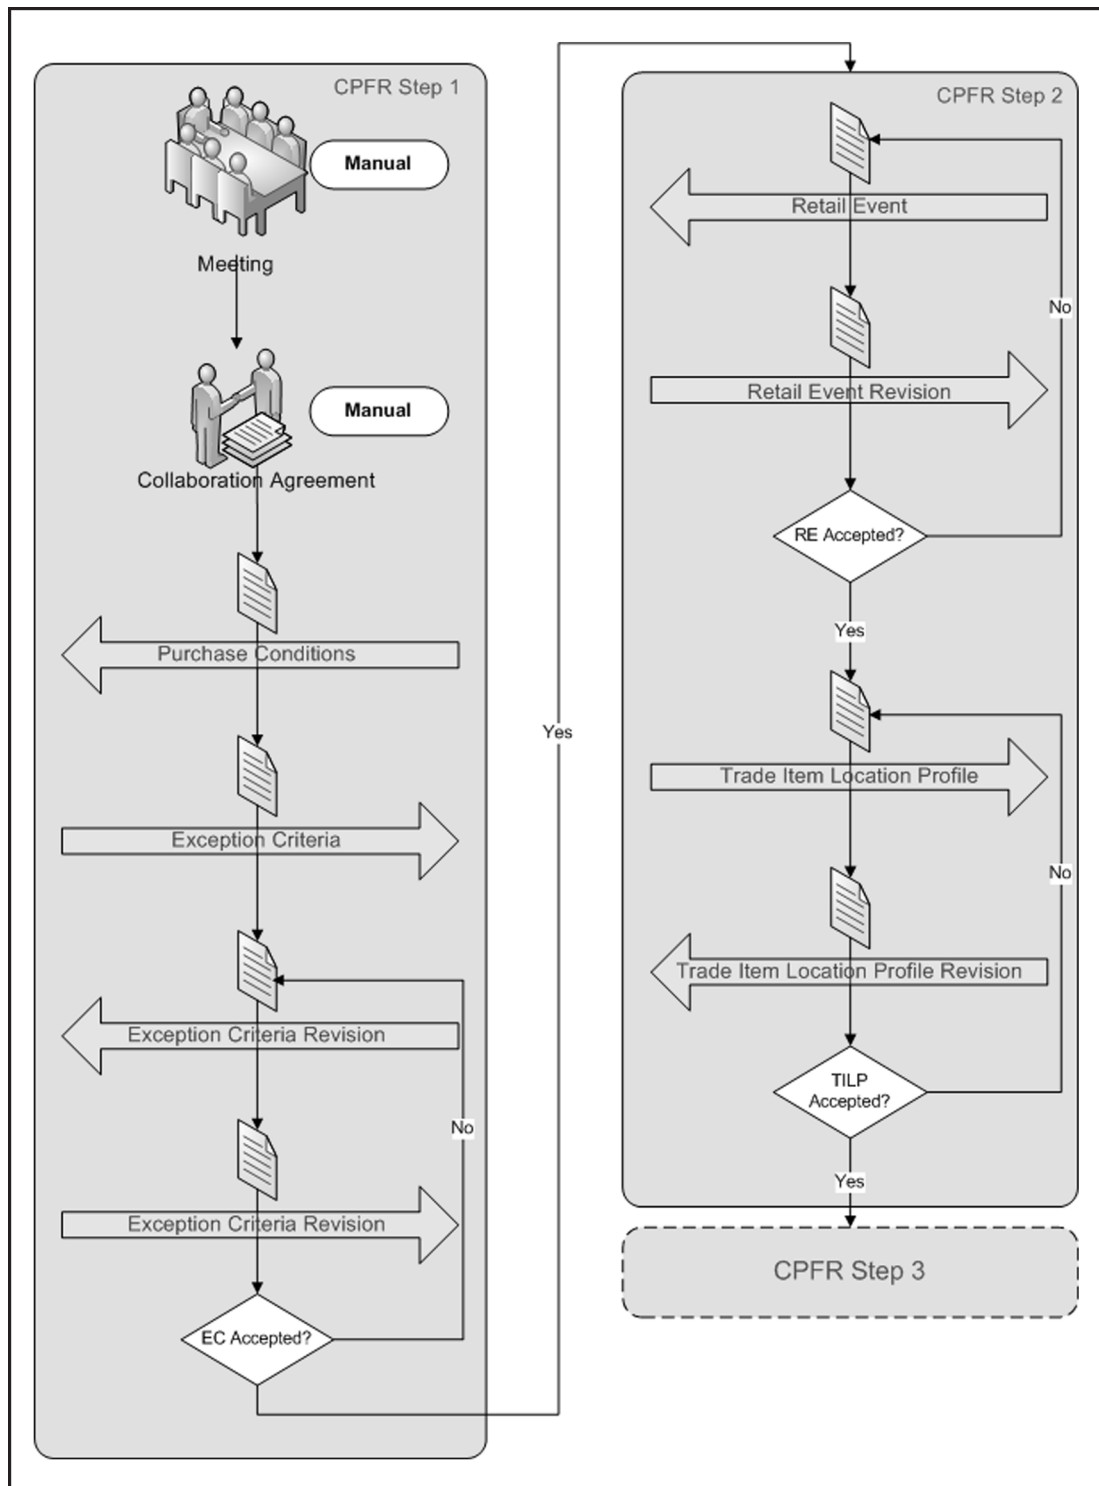 CPFR Step 1
Manual
Meeting
Manual
Collaboration Agreement
Purchase Conditions
Exception Criteria
Exception Criteria Revision
No
Exception Criteria Revision
EC Accepted?
Yes
CPFR Step 2
Retail Event
No
Retail Event Revision
RE Accepted?
Yes
Trade Item Location Profile
No
Trade Item Location Profile Revision
TILP
Accepted?
Yes
CPFR Step 3